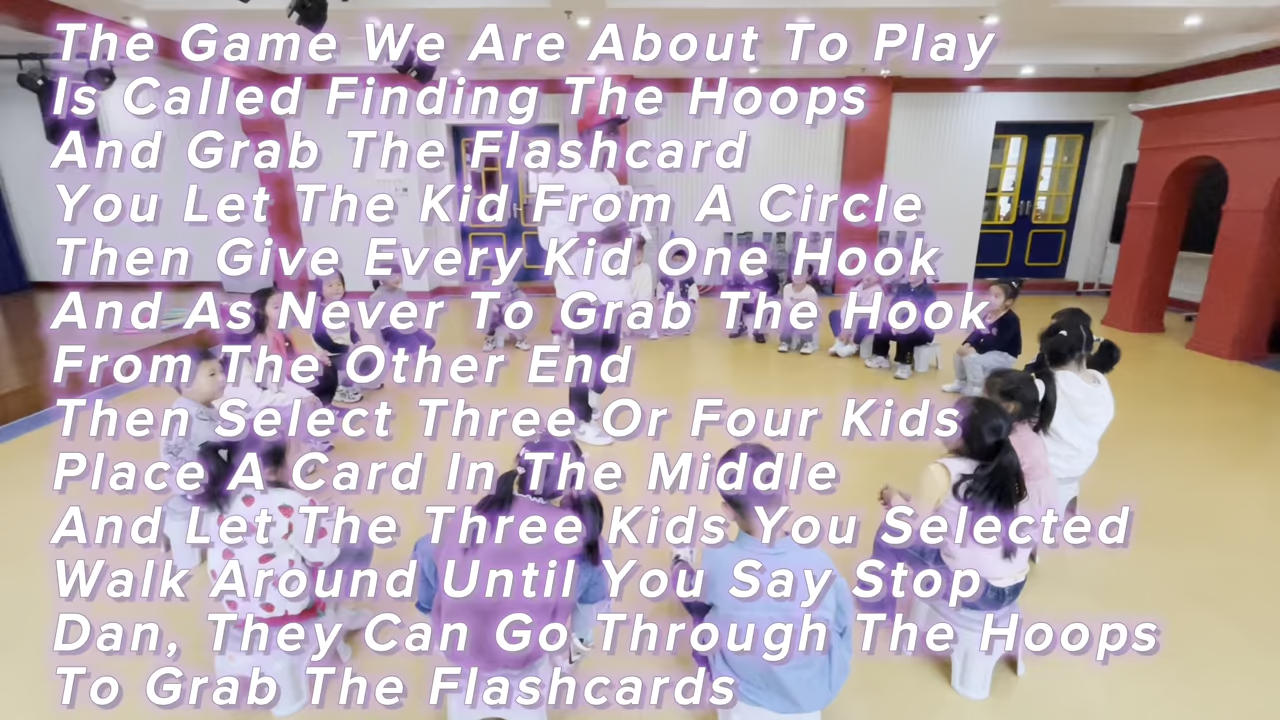 The Game We Are About To Play
Is Called Finding The Hoops
And Grab The Flashcard
You Let The Kid From A Circle
Then Give Every Kid One Hook
And As Never To Grab The Hook
From The Other End
Then Select Three Or Four Kids
Place A Card In The Middle
And Let The Three Kids You Selected
Walk Around Until You Say Stop
Dan, They Can Go Through The Hoops
To Grab The Flashcards